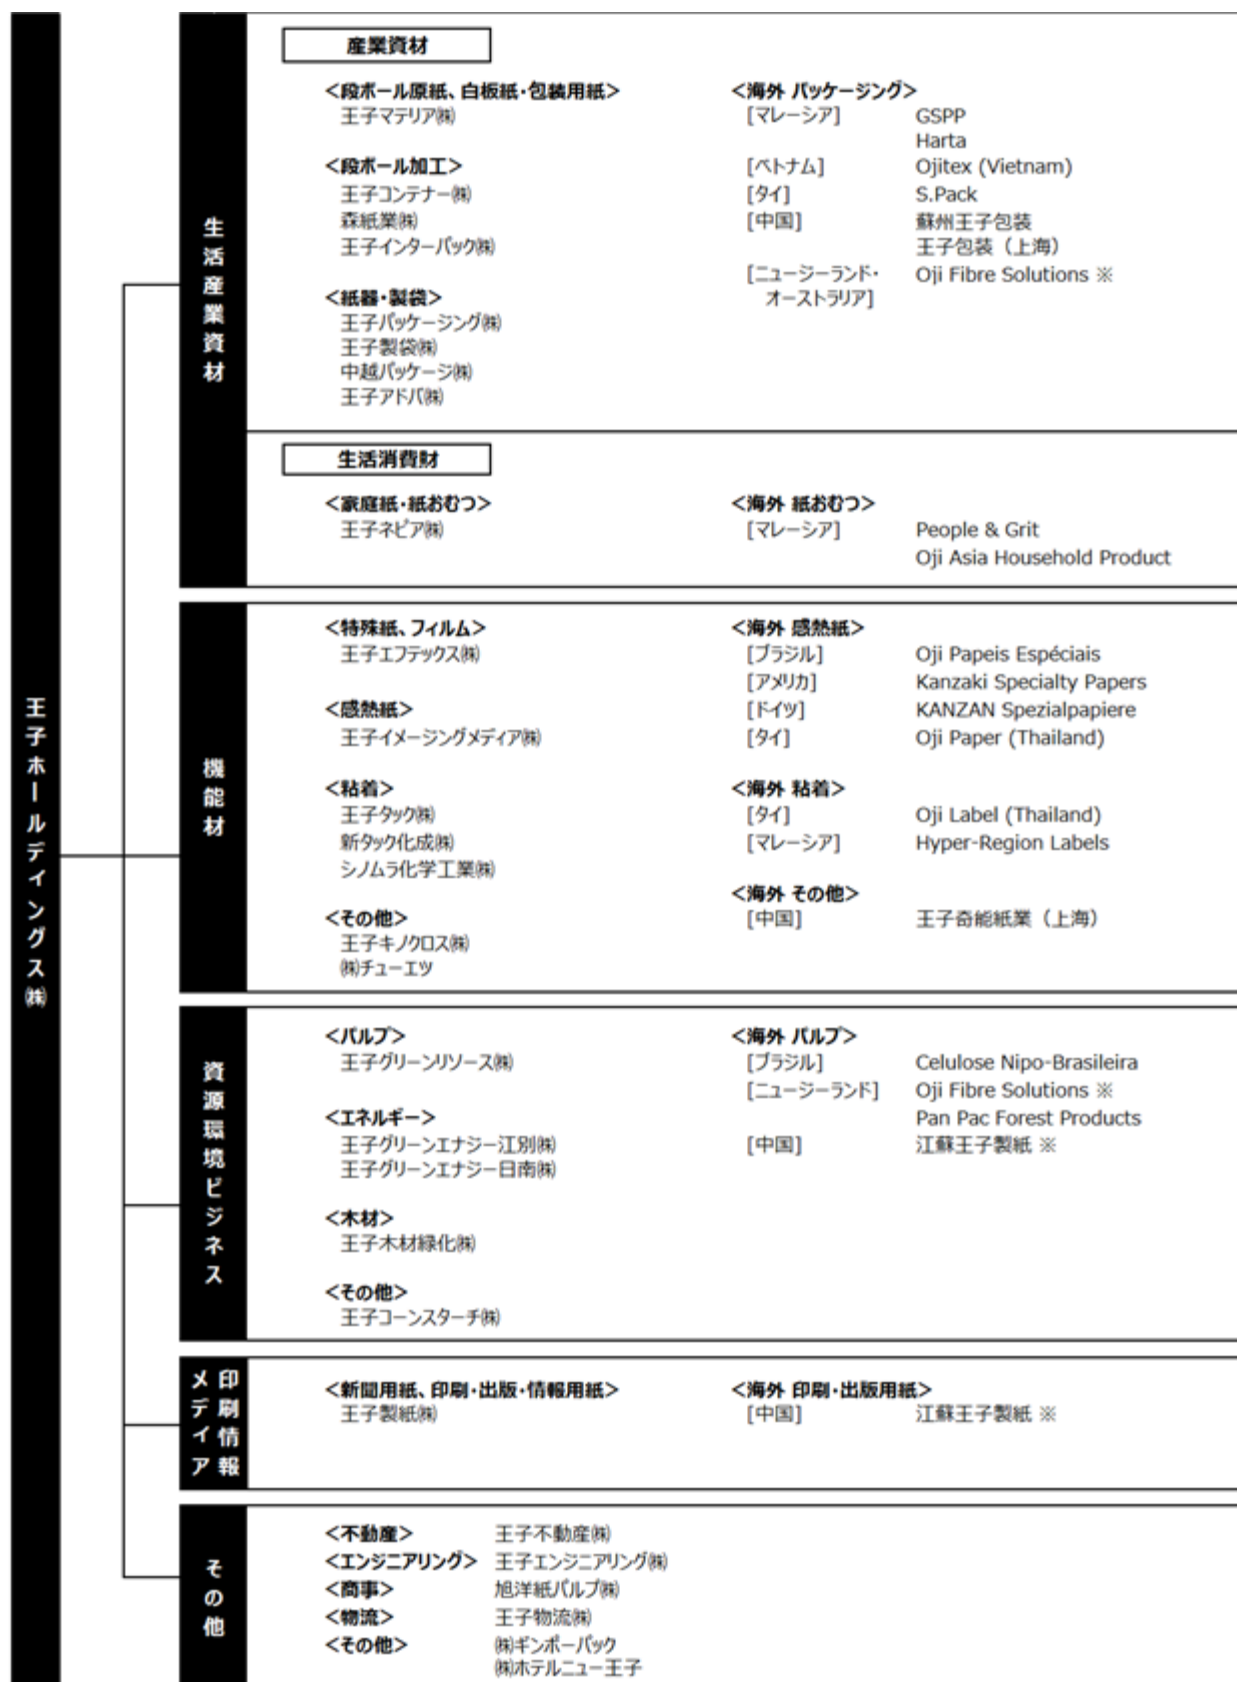 王子ホールディングス㈱
生活産業資材
産業資材
<段ボール原紙、白板紙・包装用紙>
王子マテリア㈱
<段ボール加工>
王子コンテナー㈱
森紙業㈱
王子インターパック㈱
<紙器・製袋>
王子パッケージング㈱
王子製袋㈱
中越パッケージ㈱
王子アドバ㈱
<海外 パッケージング>
[マレーシア] GSPP
Harta
[ベトナム] Ojitex (Vietnam)
[タイ] S.Pack
[中国] 蘇州王子包装
王子包装（上海）
[ニュージーランド・ Oji Fibre Solutions ※
オーストラリア]
生活消費財
<家庭紙・紙おむつ>
王子ネピア㈱
<海外 紙おむつ>
[マレーシア] People & Grit
Oji Asia Household Product
機能材
<特殊紙、フィルム>
王子エフテックス㈱
<感熱紙>
王子イメージングメディア㈱
<粘着>
王子タック㈱
新タック化成㈱
シノムラ化学工業㈱
<その他>
王子キノクロス㈱
㈱チューエツ
<海外 感熱紙>
[ブラジル] Oji Papeis Espéciais
[アメリカ] Kanzaki Specialty Papers
[ドイツ] KANZAN Spezialpapiere
[タイ] Oji Paper (Thailand)
<海外 粘着>
[タイ] Oji Label (Thailand)
[マレーシア] Hyper-Region Labels
<海外 その他>
[中国] 王子奇能紙業（上海）
資源環境ビジネス
<パルプ>
王子グリーンリソース㈱
<エネルギー>
王子グリーンエナジー江別㈱
王子グリーンエナジー日南㈱
<木材>
王子木材緑化㈱
<その他>
王子コーンスターチ㈱
<海外 パルプ>
[ブラジル] Celulose Nipo-Brasileira
[ニュージーランド] Oji Fibre Solutions ※
Pan Pac Forest Products
[中国] 江蘇王子製紙 ※
印刷情報
メディア
<新聞用紙、印刷・出版・情報用紙>
王子製紙㈱
<海外 印刷・出版用紙>
[中国] 江蘇王子製紙 ※
その他
<不動産> 王子不動産㈱
<エンジニアリング> 王子エンジニアリング㈱
<商事> 旭洋紙パルプ㈱
<物流> 王子物流㈱
<その他> ㈱ギンポーパック
㈱ホテルニュー王子